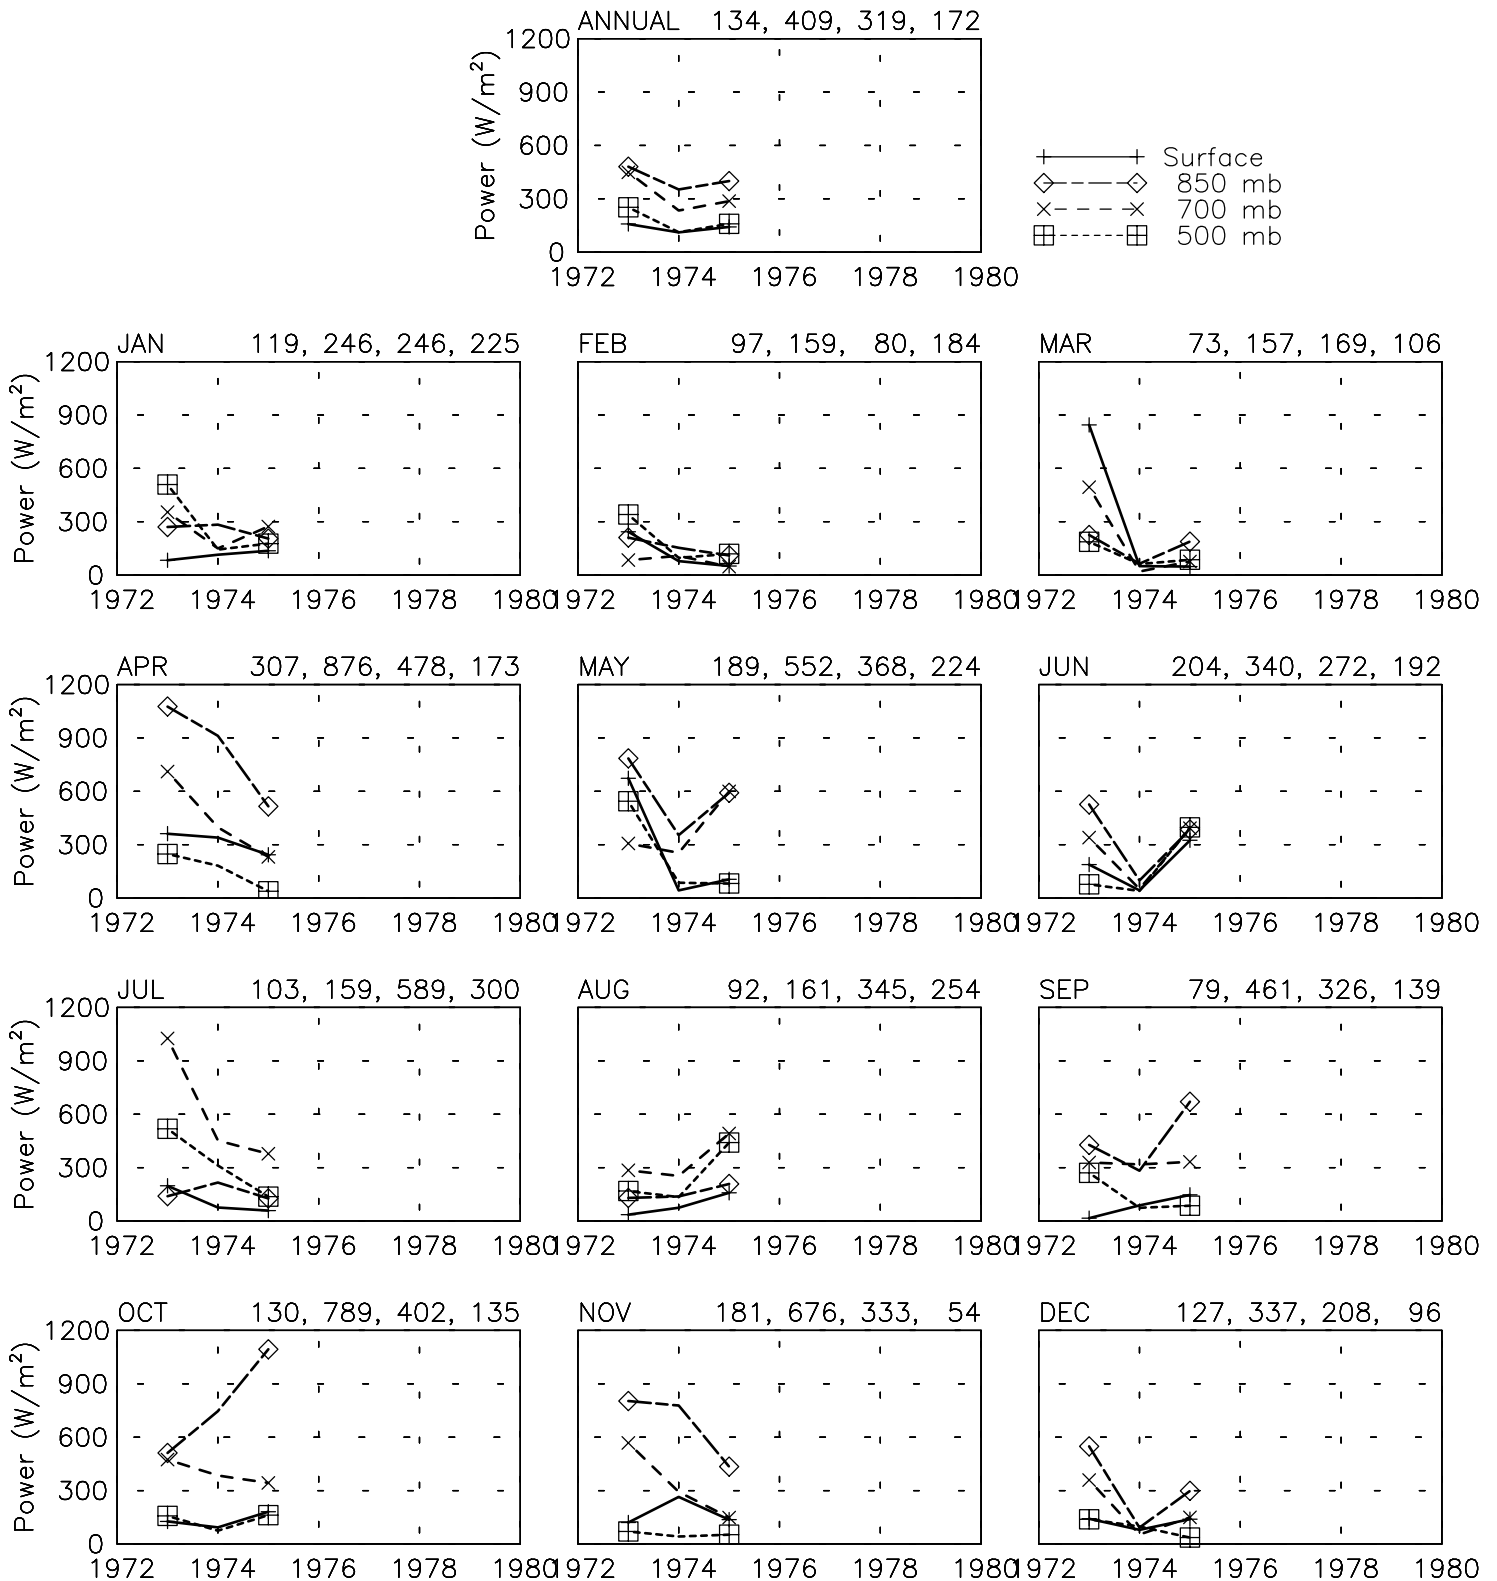 ANNUAL 134, 409, 319, 172
1200
900
600
300
0
Power (W/m²)
1972 1974 1976 1978 1980
Surface
850 mb
700 mb
500 mb
JAN 119, 246, 246, 225
FEB 97, 159, 80, 184
MAR 73, 157, 169, 106
1200
900
600
300
0
Power (W/m²)
1972 1974 1976 1978 1980
1972 1974 1976 1978 1980
1972 1974 1976 1978 1980
APR 307, 876, 478, 173
MAY 189, 552, 368, 224
JUN 204, 340, 272, 192
1200
900
600
300
0
Power (W/m²)
1972 1974 1976 1978 1980
1972 1974 1976 1978 1980
1972 1974 1976 1978 1980
JUL 103, 159, 589, 300
AUG 92, 161, 345, 254
SEP 79, 461, 326, 139
1200
900
600
300
0
Power (W/m²)
1972 1974 1976 1978 1980
1972 1974 1976 1978 1980
1972 1974 1976 1978 1980
OCT 130, 789, 402, 135
NOV 181, 676, 333, 54
DEC 127, 337, 208, 96
1200
900
600
300
0
Power (W/m²)
1972 1974 1976 1978 1980
1972 1974 1976 1978 1980
1972 1974 1976 1978 1980